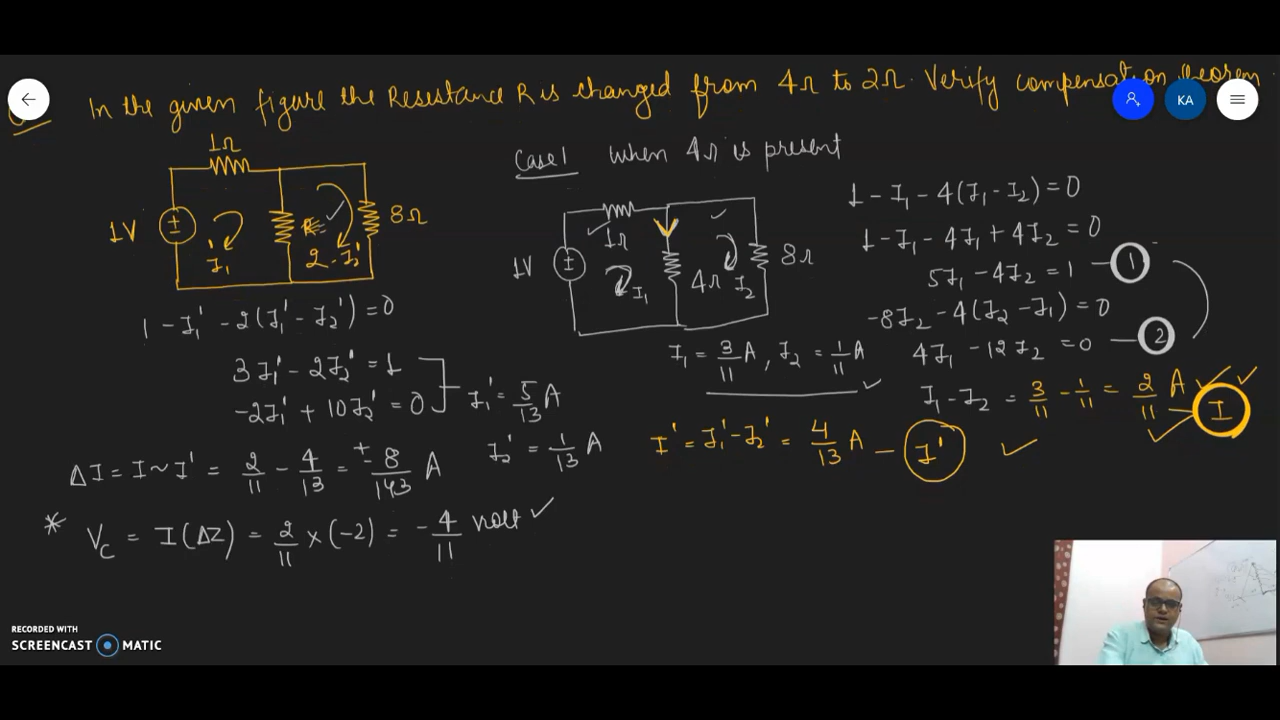 In the given figure the Resistance R is changed from 4Ω to 2Ω. Verify compensation theorem
KA
1Ω
1V
I₁'
2 - I₂'
8Ω
1 - I₁' - 2(I₁' - I₂') = 0
3I₁' - 2I₂' = 1
-2I₁' + 10I₂' = 0
I₁' = 5/13 A
I₂' = 1/13 A
ΔI = I ~ I' = 2/11 - 4/13 = ± 8/143 A
* V_C = I(ΔZ) = 2/11 × (-2) = -4/11 volt ✓
Case 1 when 4Ω is present
1Ω
1V
I₁
4Ω
I₂
8Ω
I₁ = 3/11 A, I₂ = 1/11 A ✓
1 - I₁ - 4(I₁ - I₂) = 0
1 - I₁ - 4I₁ + 4I₂ = 0
5I₁ - 4I₂ = 1 — 1
-8I₂ - 4(I₂ - I₁) = 0
4I₁ - 12I₂ = 0 — 2
I₁ - I₂ = 3/11 - 1/11 = 2/11 A — I
I' = I₁' - I₂' = 4/13 A — I' ✓
RECORDED WITH
SCREENCAST MATIC